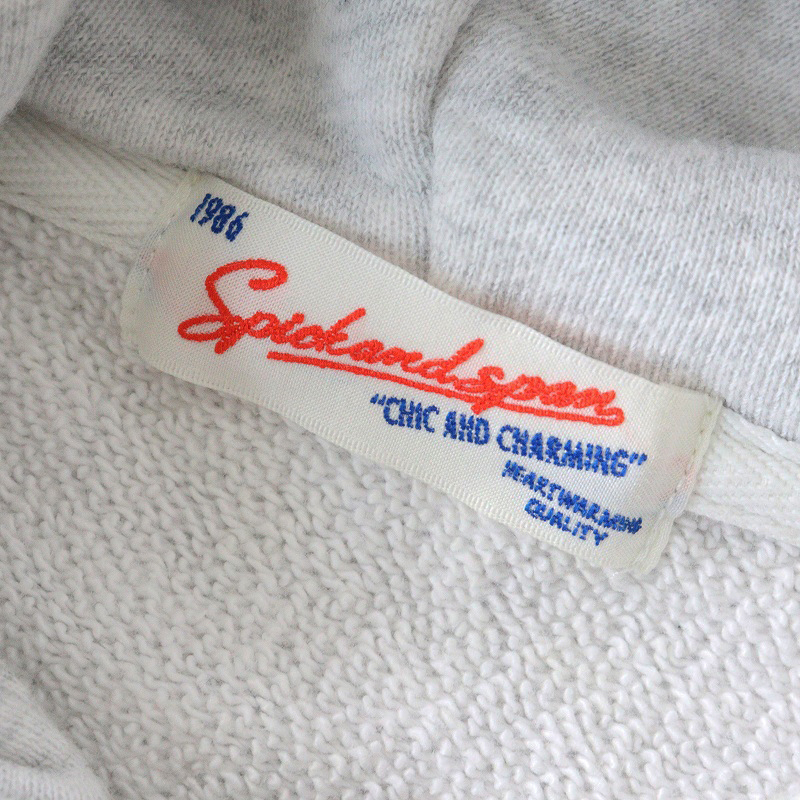 1986
Spickandspan
"CHIC AND CHARMING"
HEARTWARMING
QUALITY